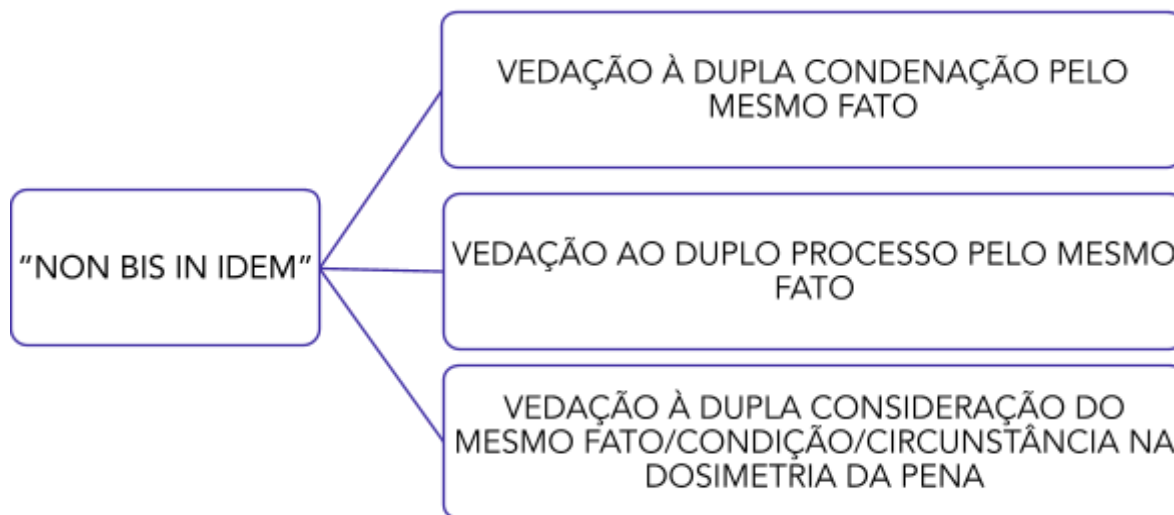 VEDAÇÃO À DUPLA CONDENAÇÃO PELO
MESMO FATO
“NON BIS IN IDEM”
VEDAÇÃO AO DUPLO PROCESSO PELO MESMO
FATO
VEDAÇÃO À DUPLA CONSIDERAÇÃO DO
MESMO FATO/CONDIÇÃO/CIRCUNSTÂNCIA NA
DOSIMETRIA DA PENA